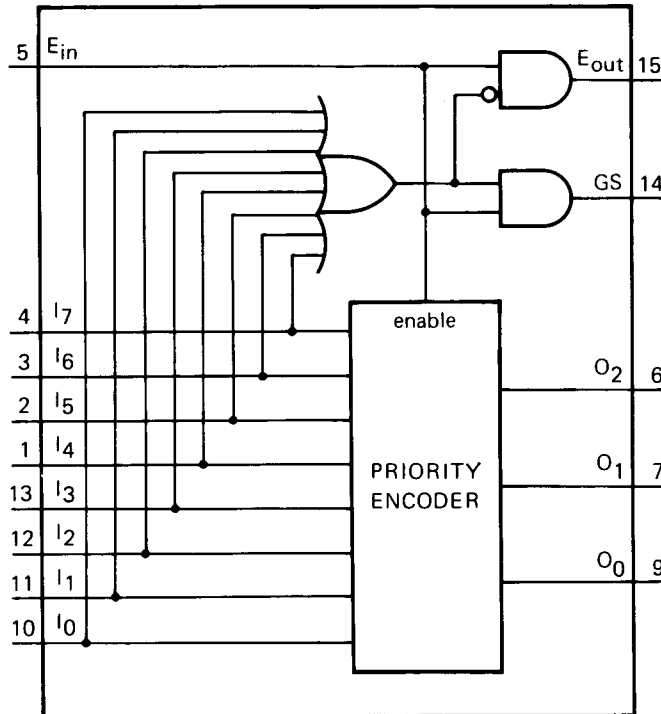 5 E_in
E_out 15
GS 14
4 I_7
enable
3 I_6
O_2 6
2 I_5
1 I_4
PRIORITY
ENCODER
O_1 7
13 I_3
12 I_2
O_0 9
11 I_1
10 I_0